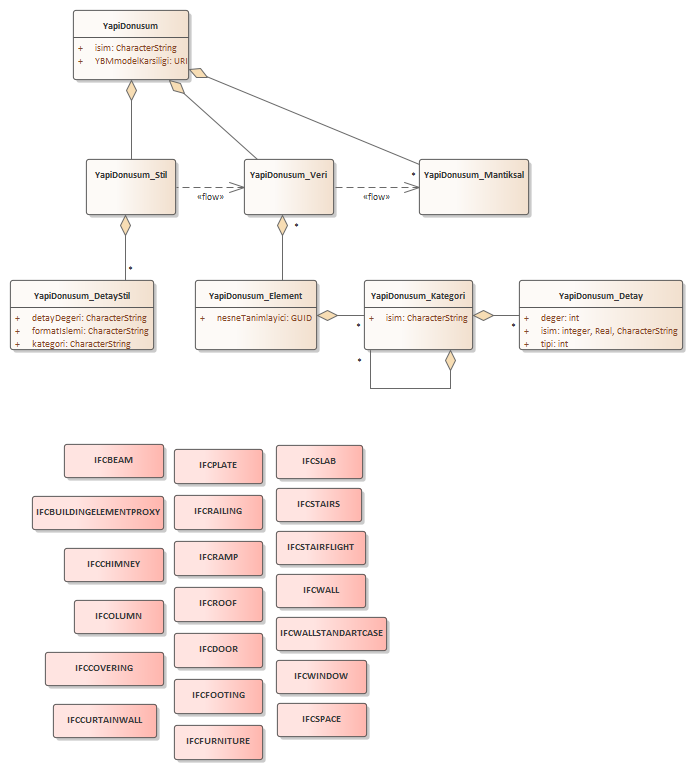 YapiDonusum
+ isim: CharacterString
+ YBMmodelKarsiligi: URI
YapiDonusum_Stil
YapiDonusum_Veri
YapiDonusum_Mantiksal
*
«flow»
«flow»
*
*
YapiDonusum_DetayStil
+ detayDegeri: CharacterString
+ formatIslemi: CharacterString
+ kategori: CharacterString
YapiDonusum_Element
+ nesneTanimlayici: GUID
YapiDonusum_Kategori
+ isim: CharacterString
YapiDonusum_Detay
+ deger: int
+ isim: integer, Real, CharacterString
+ tipi: int
*
*
*
IFCBEAM
IFCBUILDINGELEMENTPROXY
IFCCHIMNEY
IFCOLUMN
IFCCOVERING
IFCCURTAINWALL
IFCPLATE
IFCRAILING
IFCRAMP
IFCROOF
IFCDOOR
IFCFOOTING
IFCFURNITURE
IFCSLAB
IFCSTAIRS
IFCSTAIRFLIGHT
IFCWALL
IFCWALLSTANDARTCASE
IFCWINDOW
IFCSPACE